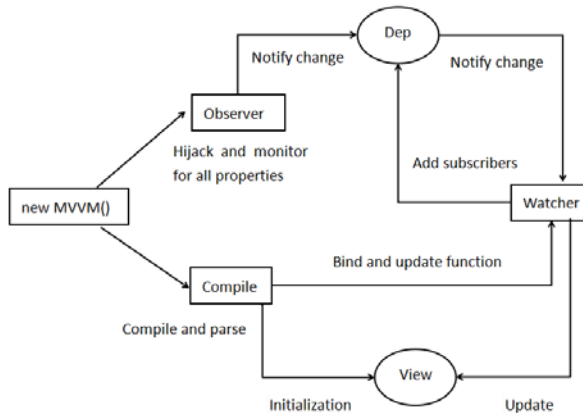 Dep
Notify change
Notify change
Observer
Hijack and monitor
for all properties
Add subscribers
new MVVM()
Watcher
Bind and update function
Compile
Compile and parse
View
Initialization
Update